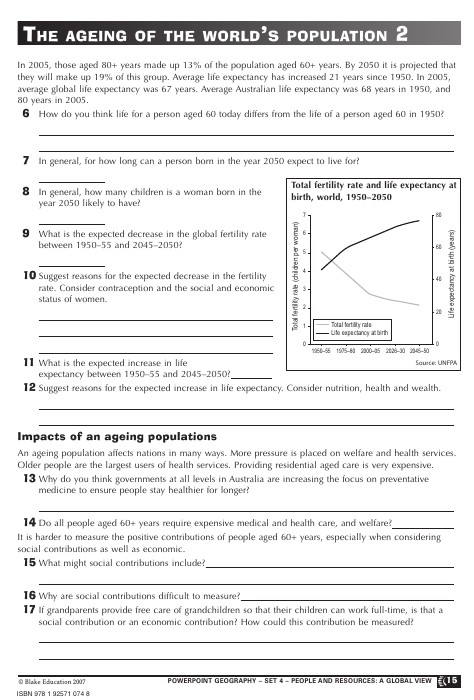 THE AGEING OF THE WORLD'S POPULATION 2
In 2005, those aged 80+ years made up 13% of the population aged 60+ years. By 2050 it is projected that
they will make up 19% of this group. Average life expectancy has increased 21 years since 1950. In 2005,
average global life expectancy was 67 years. Average Australian life expectancy was 68 years in 1950, and
80 years in 2005.
6 How do you think life for a person aged 60 today differs from the life of a person aged 60 in 1950?
7 In general, for how long can a person born in the year 2050 expect to live for?
8 In general, how many children is a woman born in the
year 2050 likely to have?
9 What is the expected decrease in the global fertility rate
between 1950–55 and 2045–2050?
10 Suggest reasons for the expected decrease in the fertility
rate. Consider contraception and the social and economic
status of women.
11 What is the expected increase in life
expectancy between 1950–55 and 2045–2050?
Total fertility rate and life expectancy at
birth, world, 1950–2050
Total fertility rate (children per woman)
7
6
5
4
3
2
1
0
80
60
40
20
0
Life expectancy at birth (years)
Total fertility rate
Life expectancy at birth
1950–55 1975–80 2000–05 2026–30 2045–50
Source: UNFPA
12 Suggest reasons for the expected increase in life expectancy. Consider nutrition, health and wealth.
Impacts of an ageing populations
An ageing population affects nations in many ways. More pressure is placed on welfare and health services.
Older people are the largest users of health services. Providing residential aged care is very expensive.
13 Why do you think governments at all levels in Australia are increasing the focus on preventative
medicine to ensure people stay healthier for longer?
14 Do all people aged 60+ years require expensive medical and health care, and welfare?
It is harder to measure the positive contributions of people aged 60+ years, especially when considering
social contributions as well as economic.
15 What might social contributions include?
16 Why are social contributions difficult to measure?
17 If grandparents provide free care of grandchildren so that their children can work full-time, is that a
social contribution or an economic contribution? How could this contribution be measured?
© Blake Education 2007
POWERPOINT GEOGRAPHY – SET 4 – PEOPLE AND RESOURCES: A GLOBAL VIEW 15
ISBN 978 1 92571 074 8